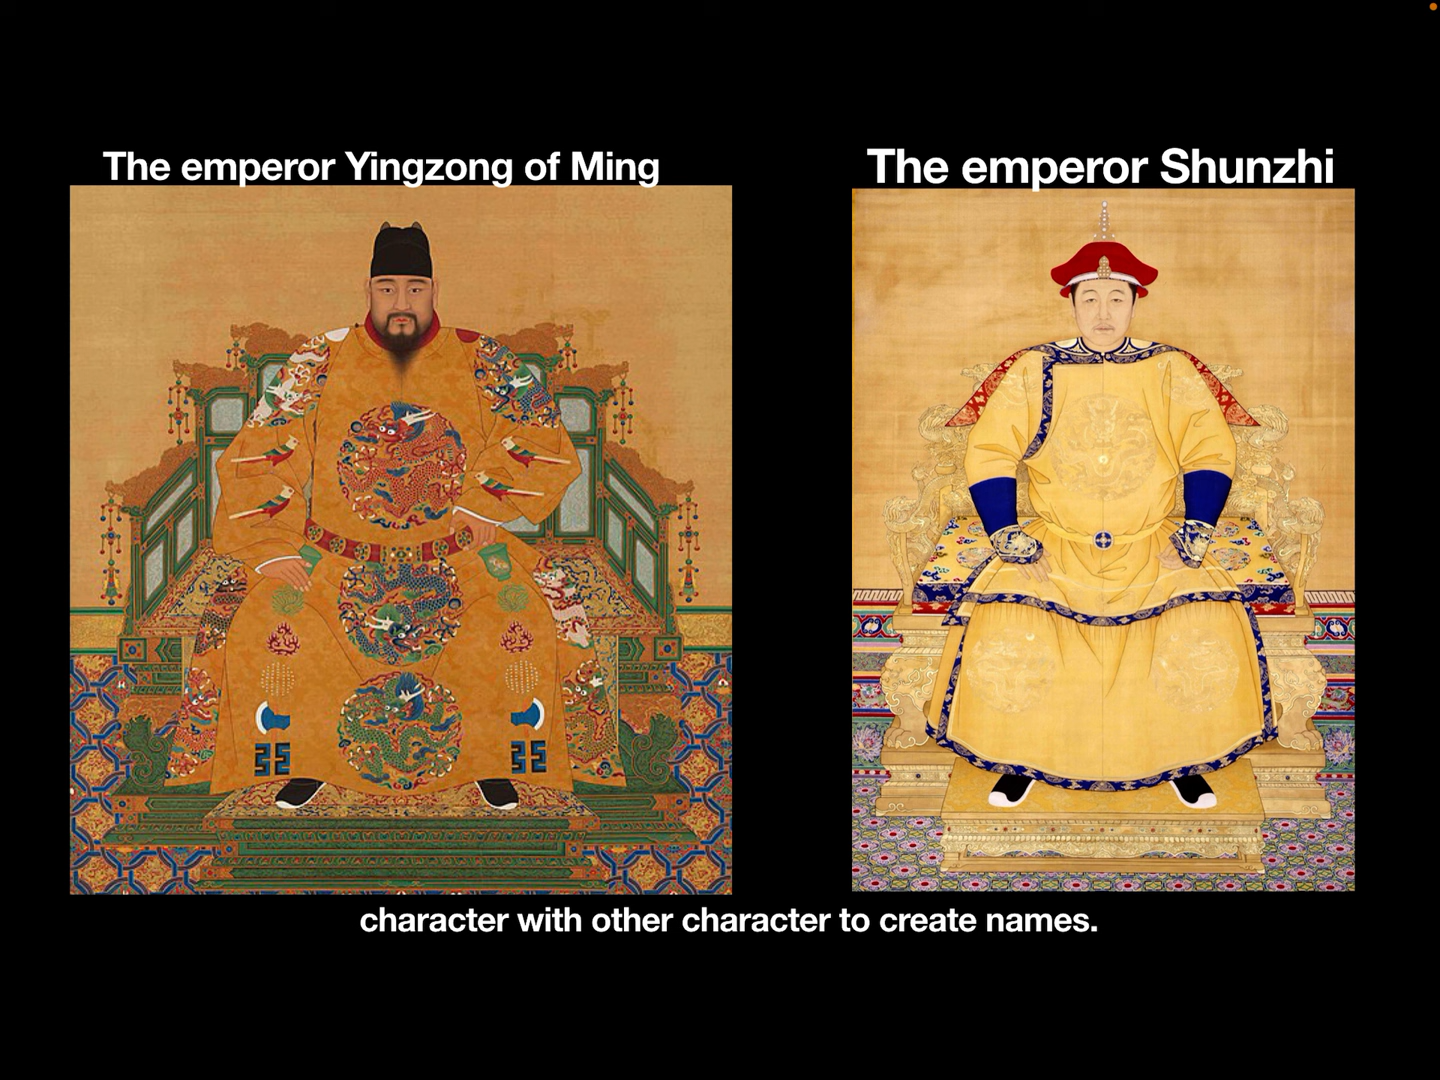 The emperor Yingzong of Ming
The emperor Shunzhi
character with other character to create names.